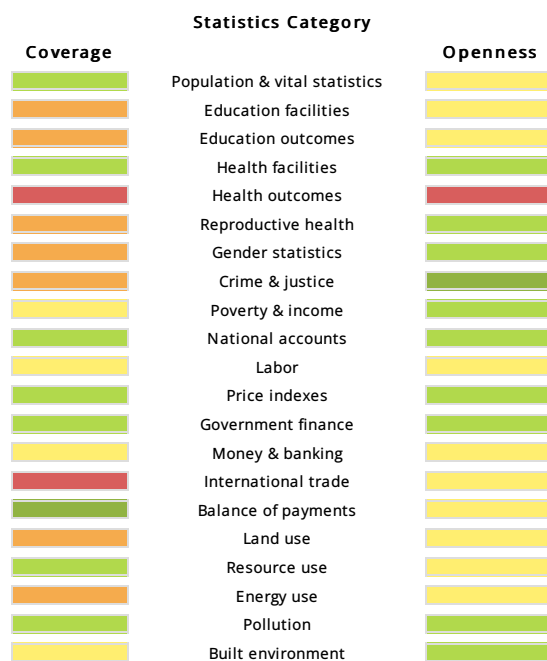 Statistics Category
Coverage Openness
Population & vital statistics
Education facilities
Education outcomes
Health facilities
Health outcomes
Reproductive health
Gender statistics
Crime & justice
Poverty & income
National accounts
Labor
Price indexes
Government finance
Money & banking
International trade
Balance of payments
Land use
Resource use
Energy use
Pollution
Built environment